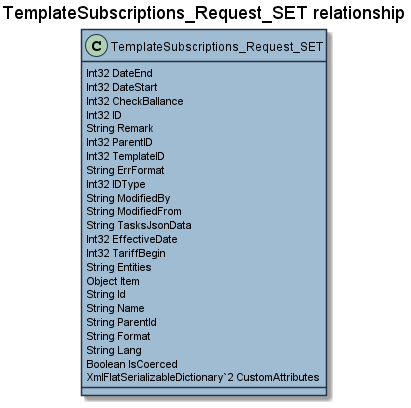 TemplateSubscriptions_Request_SET relationship
C TemplateSubscriptions_Request_SET
Int32 DateEnd
Int32 DateStart
Int32 CheckBallance
Int32 ID
String Remark
Int32 ParentID
Int32 TemplateID
String ErrFormat
Int32 IDType
String ModifiedBy
String ModifiedFrom
String TasksJsonData
Int32 EffectiveDate
Int32 TariffBegin
String Entities
Object Item
String Id
String Name
String ParentId
String Format
String Lang
Boolean IsCoerced
XmlFlatSerializableDictionary`2 CustomAttributes